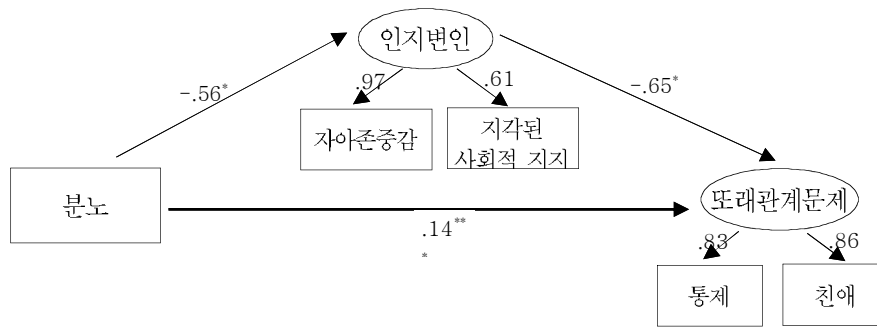 인지변인
-.56*
.97
.61
-.65*
자아존중감
지각된
사회적 지지
분노
또래관계문제
.14**
*
.83
.86
통제
친애